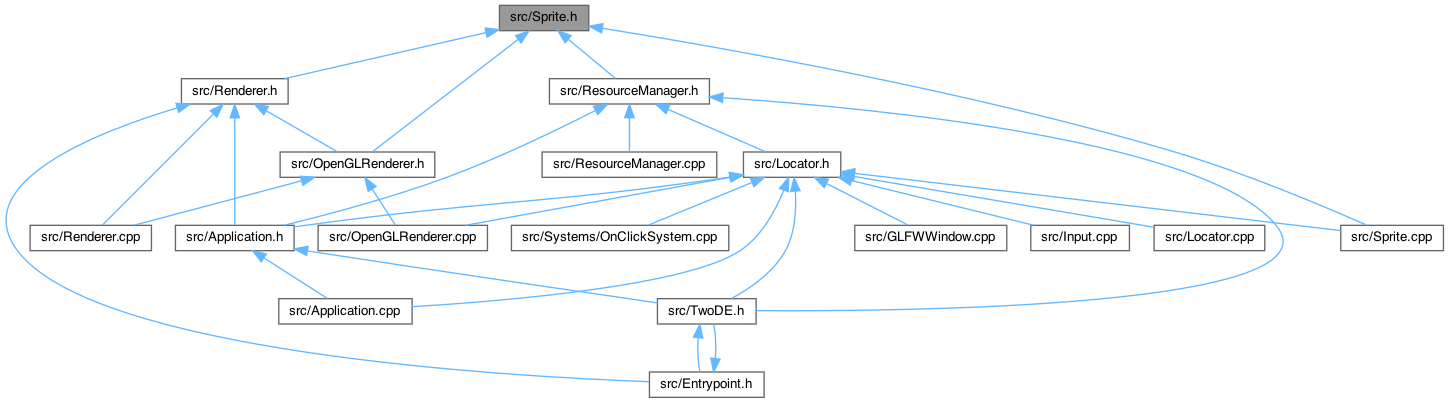 src/Sprite.h
src/Renderer.h
src/ResourceManager.h
src/OpenGLRenderer.h
src/ResourceManager.cpp
src/Locator.h
src/Renderer.cpp
src/Application.h
src/OpenGLRenderer.cpp
src/Systems/OnClickSystem.cpp
src/GLFWWindow.cpp
src/Input.cpp
src/Locator.cpp
src/Sprite.cpp
src/Application.cpp
src/TwoDE.h
src/Entrypoint.h